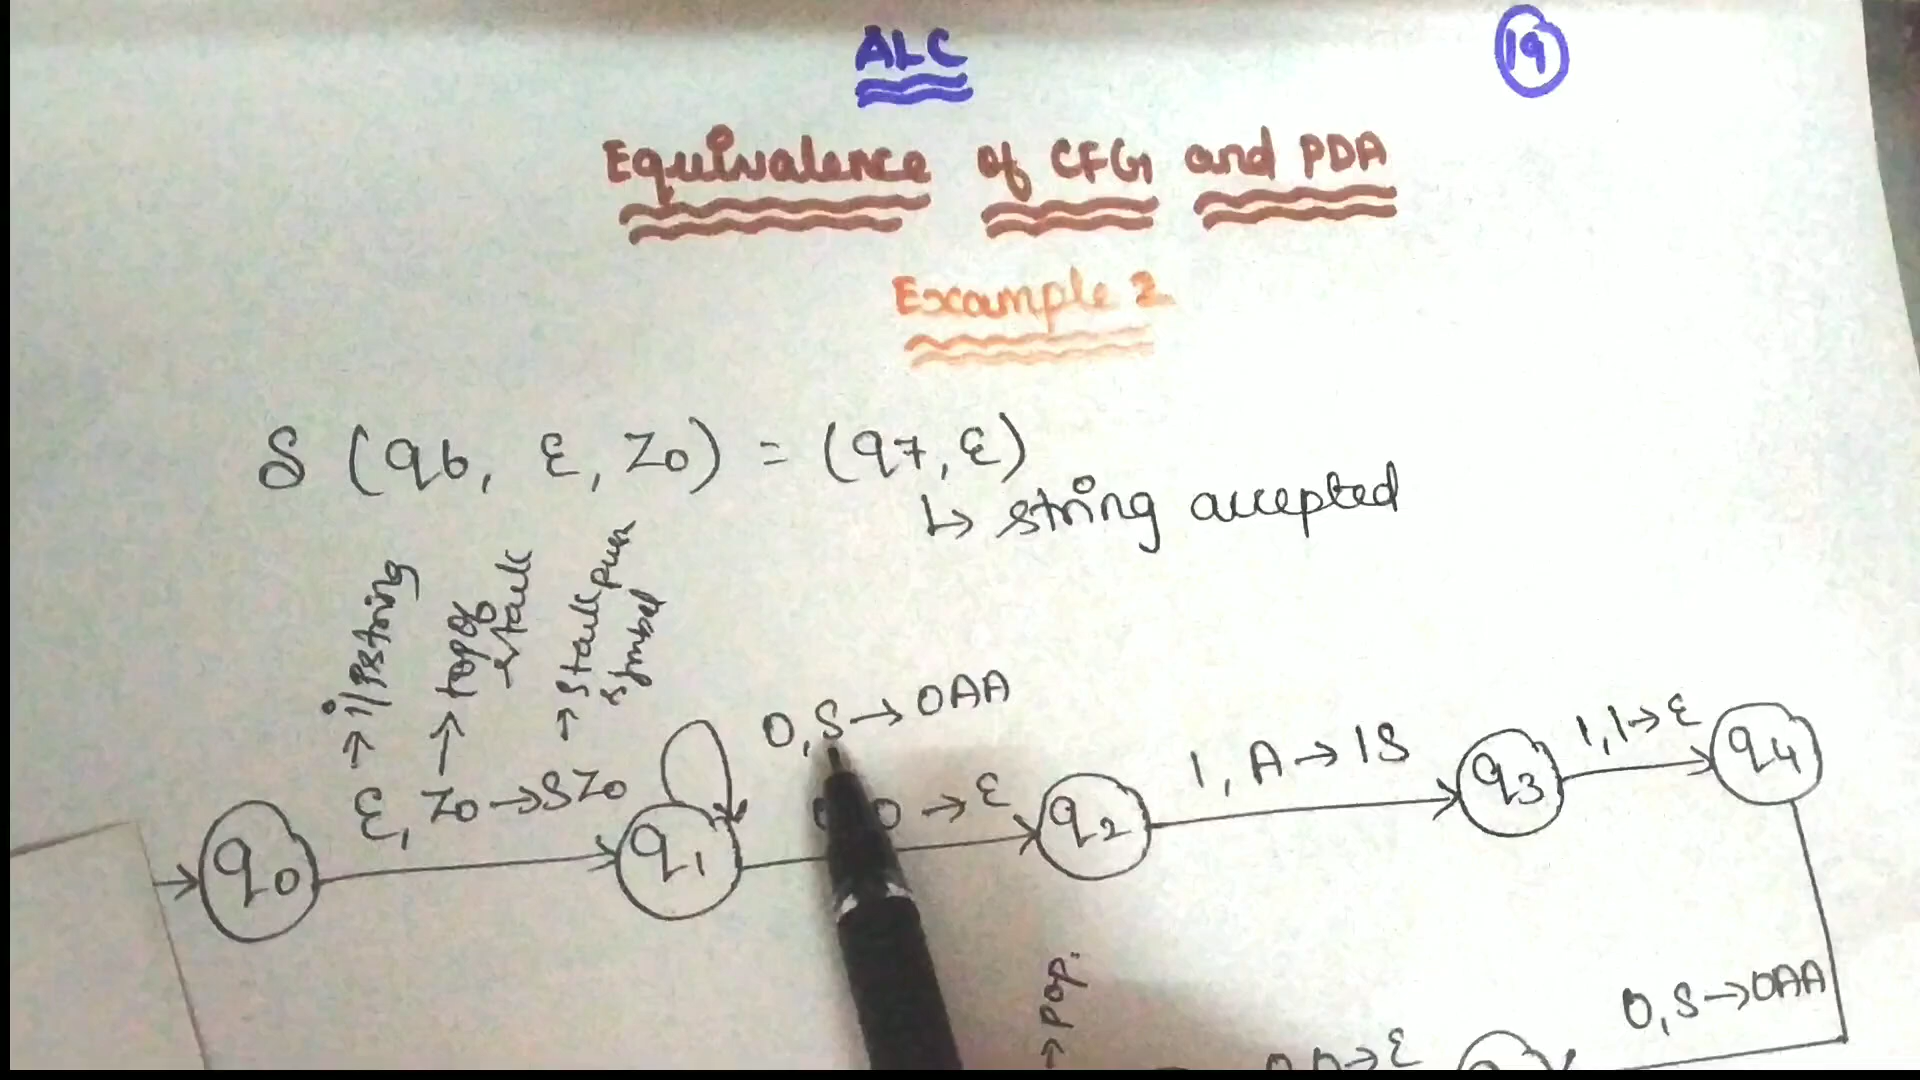 ALC
19
Equivalence of CFG and PDA
Example 2
δ (q6, ε, Z0) = (q7, ε)
↳ string accepted
→ i/p string
→ top of stack
→ stack push symbol
ε, Z0 → SZ0
0, S → 0AA
0 → ε
1, A → 1S
1, 1 → ε
q0
q1
q2
q3
q4
→ pop.
0, S → 0AA
→ ε